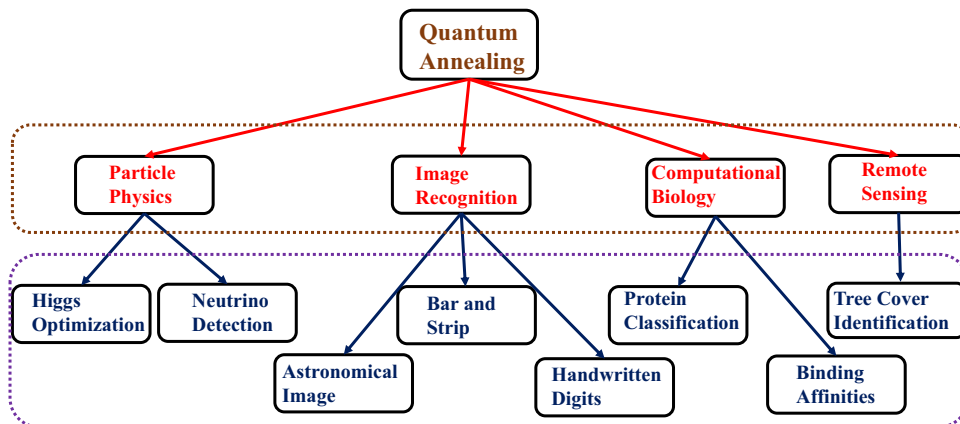 Quantum
Annealing
Particle
Physics
Image
Recognition
Computational
Biology
Remote
Sensing
Higgs
Optimization
Neutrino
Detection
Bar and
Strip
Protein
Classification
Tree Cover
Identification
Astronomical
Image
Handwritten
Digits
Binding
Affinities